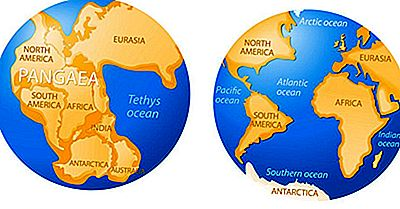 NORTH
AMERICA
EURASIA
PANGAEA
SOUTH
AMERICA
AFRICA
Tethys
ocean
INDIA
ANTARCTICA
AUSTRALIA
Arctic ocean
NORTH
AMERICA
EURASIA
Atlantic
ocean
Pacific
ocean
AFRICA
SOUTH
AMERICA
Indian
ocean
Southern ocean
ANTARCTICA